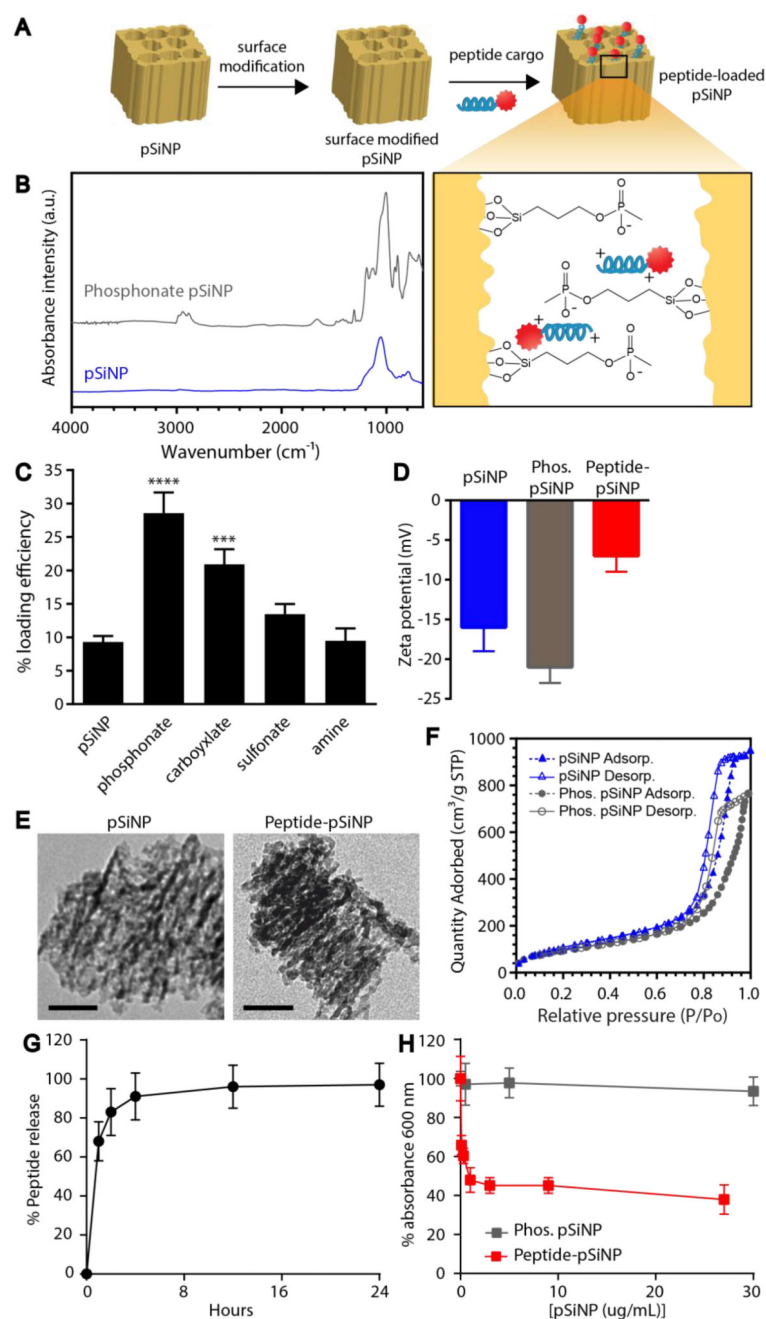 A
surface
modification
peptide cargo
peptide-loaded
pSiNP
pSiNP
surface modified
pSiNP
B
Absorbance intensity (a.u.)
Phosphonate pSiNP
pSiNP
4000 3000 2000 1000
Wavenumber (cm⁻¹)
O
O
O
Si
O
P
O
O⁻
+
+
O
P
O⁻
O
Si
O
O
O
+
+
O
O
O
Si
O
P
O
O⁻
C
% loading efficiency
35
30
25
20
15
10
5
0
****
***
pSiNP
phosphonate
carboyxlate
sulfonate
amine
D
pSiNP
Phos.
pSiNP
Peptide-
pSiNP
Zeta potential (mV)
0
-5
-10
-15
-20
-25
E
pSiNP
Peptide-pSiNP
F
Quantity Adsorbed (cm³/g STP)
1000
800
600
400
200
0
pSiNP Adsorp.
pSiNP Desorp.
Phos. pSiNP Adsorp.
Phos. pSiNP Desorp.
0.0 0.2 0.4 0.6 0.8 1.0
Relative pressure (P/Po)
G
% Peptide release
120
100
80
60
40
20
0
0 8 16 24
Hours
H
% absorbance 600 nm
120
100
80
60
40
20
0
Phos. pSiNP
Peptide-pSiNP
0 10 20 30
[pSiNP (ug/mL)]